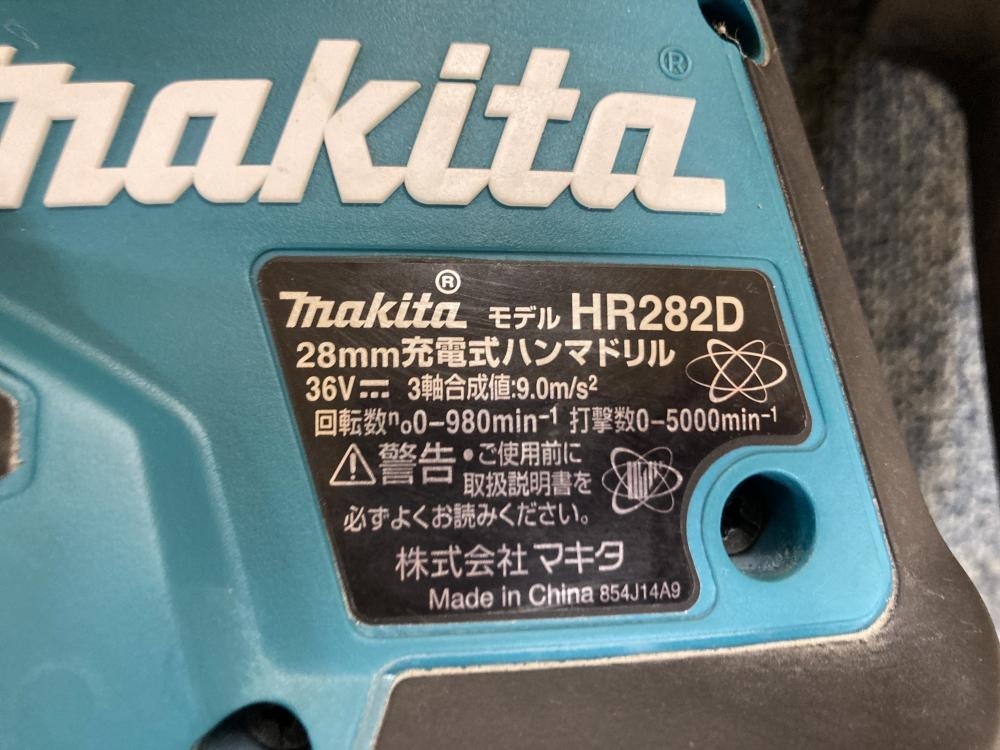 makita®
makita® モデル HR282D
28mm充電式ハンマドリル
36V⎓ 3軸合成値:9.0m/s²
回転数n₀0-980min⁻¹ 打撃数0-5000min⁻¹
⚠警告 •ご使用前に
取扱説明書を
必ずよくお読みください。
株式会社 マキタ
Made in China 854J14A9